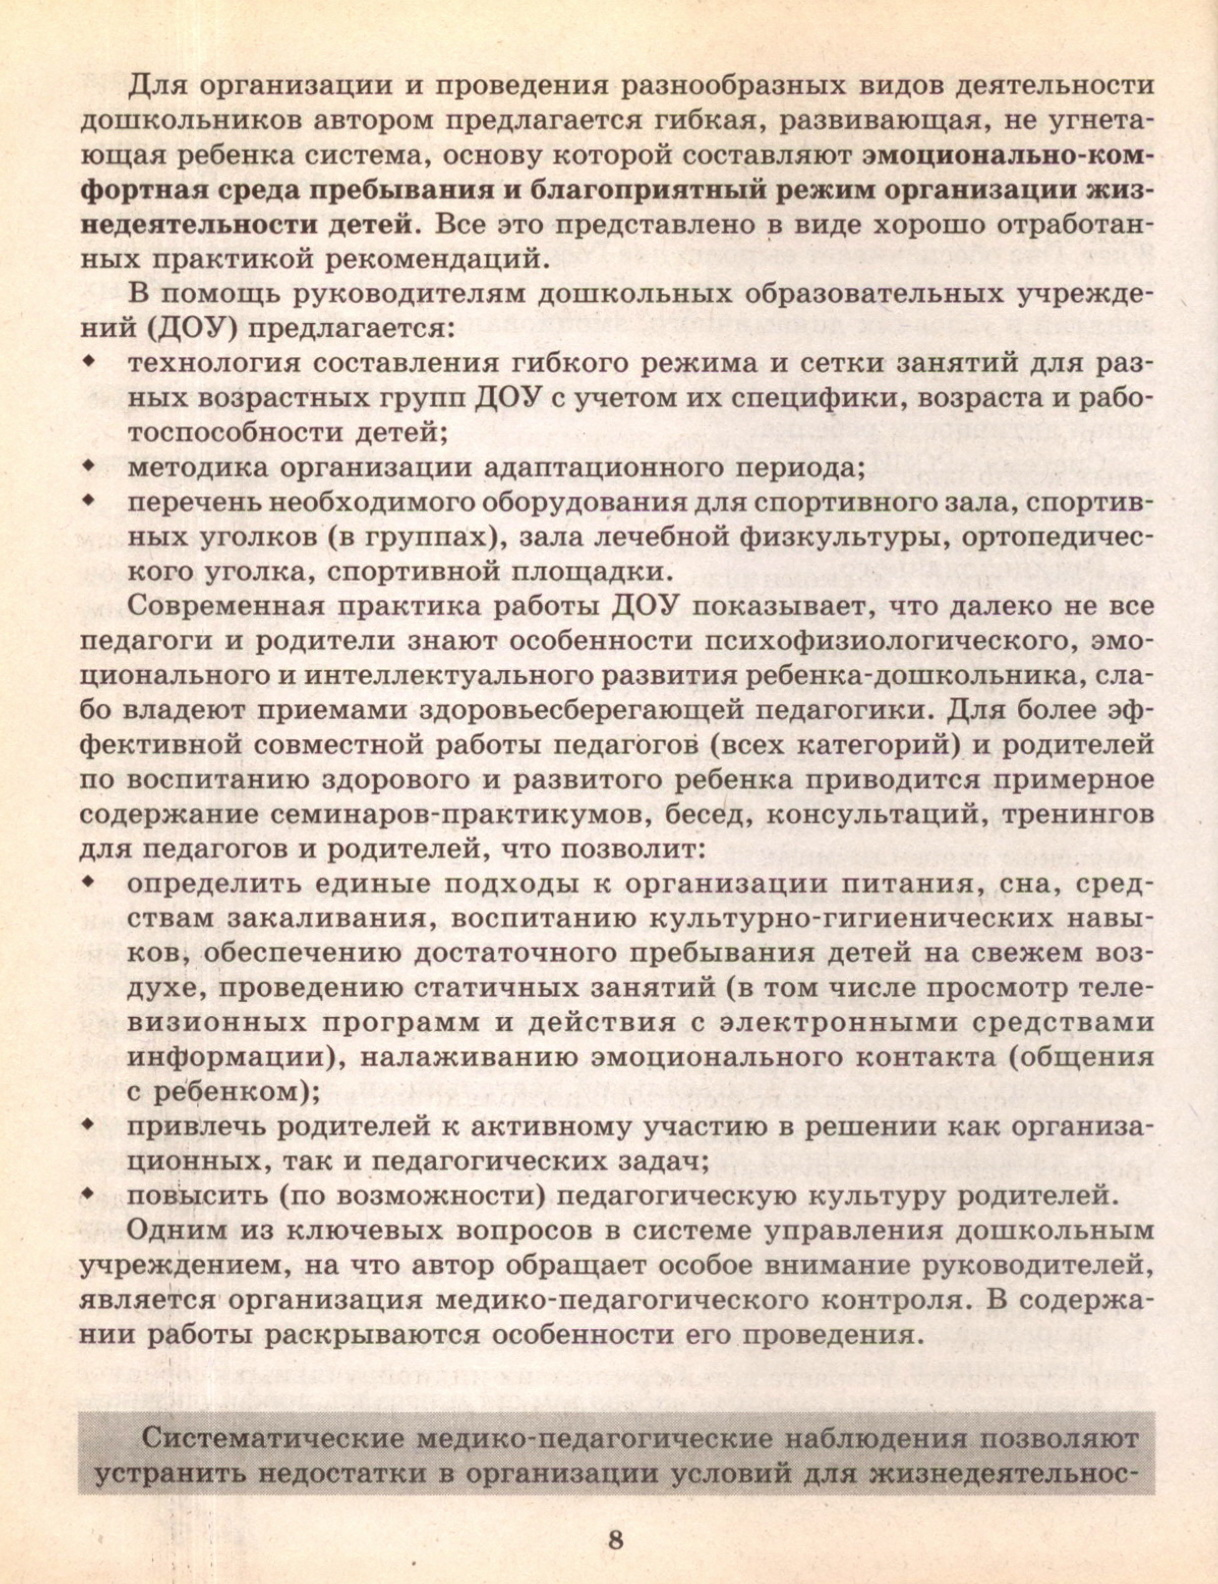 Для организации и проведения разнообразных видов деятельности
дошкольников автором предлагается гибкая, развивающая, не угнета-
ющая ребенка система, основу которой составляют эмоционально-ком-
фортная среда пребывания и благоприятный режим организации жиз-
недеятельности детей. Все это представлено в виде хорошо отработан-
ных практикой рекомендаций.
В помощь руководителям дошкольных образовательных учрежде-
ний (ДОУ) предлагается:
◆ технология составления гибкого режима и сетки занятий для раз-
ных возрастных групп ДОУ с учетом их специфики, возраста и рабо-
тоспособности детей;
◆ методика организации адаптационного периода;
◆ перечень необходимого оборудования для спортивного зала, спортив-
ных уголков (в группах), зала лечебной физкультуры, ортопедичес-
кого уголка, спортивной площадки.
Современная практика работы ДОУ показывает, что далеко не все
педагоги и родители знают особенности психофизиологического, эмо-
ционального и интеллектуального развития ребенка-дошкольника, сла-
бо владеют приемами здоровьесберегающей педагогики. Для более эф-
фективной совместной работы педагогов (всех категорий) и родителей
по воспитанию здорового и развитого ребенка приводится примерное
содержание семинаров-практикумов, бесед, консультаций, тренингов
для педагогов и родителей, что позволит:
◆ определить единые подходы к организации питания, сна, сред-
ствам закаливания, воспитанию культурно-гигиенических навы-
ков, обеспечению достаточного пребывания детей на свежем воз-
духе, проведению статичных занятий (в том числе просмотр теле-
визионных программ и действия с электронными средствами
информации), налаживанию эмоционального контакта (общения
с ребенком);
◆ привлечь родителей к активному участию в решении как организа-
ционных, так и педагогических задач;
◆ повысить (по возможности) педагогическую культуру родителей.
Одним из ключевых вопросов в системе управления дошкольным
учреждением, на что автор обращает особое внимание руководителей,
является организация медико-педагогического контроля. В содержа-
нии работы раскрываются особенности его проведения.
Систематические медико-педагогические наблюдения позволяют
устранить недостатки в организации условий для жизнедеятельнос-
8